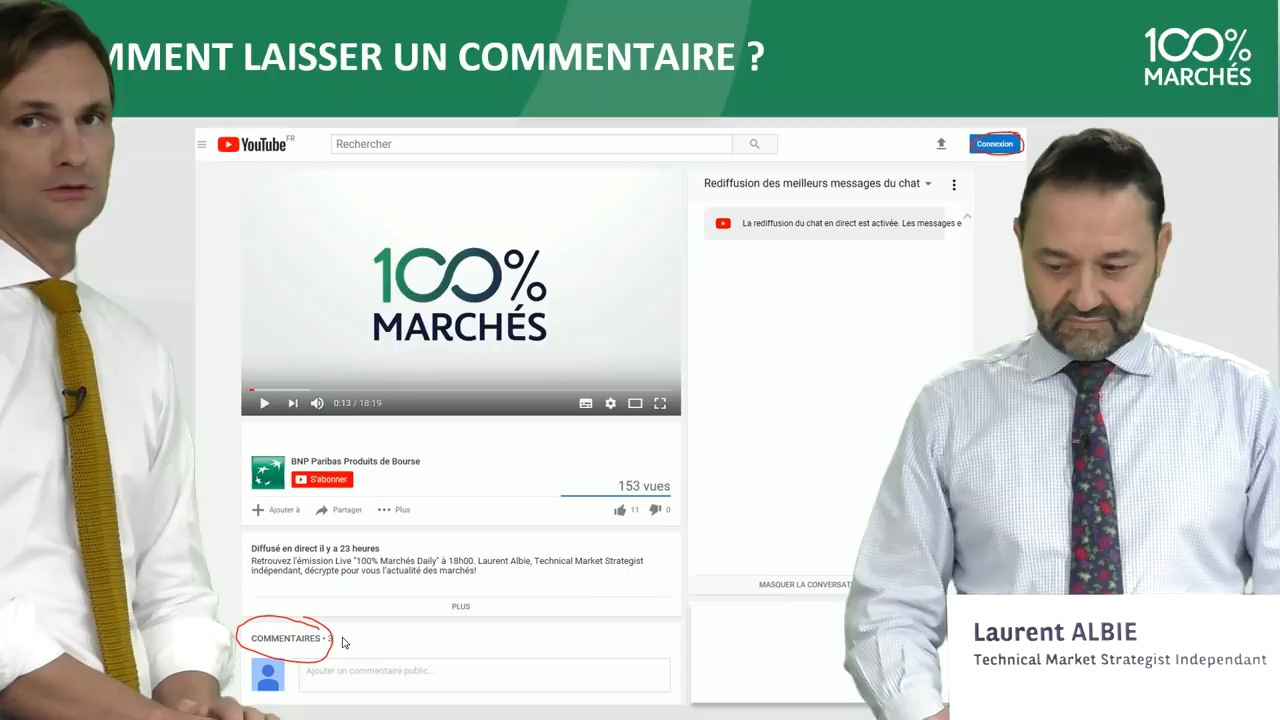 MMENT LAISSER UN COMMENTAIRE ?
100%
MARCHÉS
YouTube FR
Rechercher
Connexion
Rediffusion des meilleurs messages du chat
La rediffusion du chat en direct est activée. Les messages e
100%
MARCHÉS
0:13 / 18:19
BNP Paribas Produits de Bourse
S'abonner
153 vues
Ajouter à
Partager
Plus
11
0
Diffusé en direct il y a 23 heures
Retrouvez l'émission Live "100% Marchés Daily" à 18h00. Laurent Albie, Technical Market Strategist
indépendant, décrypte pour vous l'actualité des marchés!
PLUS
MASQUER LA CONVERSAT
COMMENTAIRES • 3
Ajouter un commentaire public...
Laurent ALBIE
Technical Market Strategist Independant